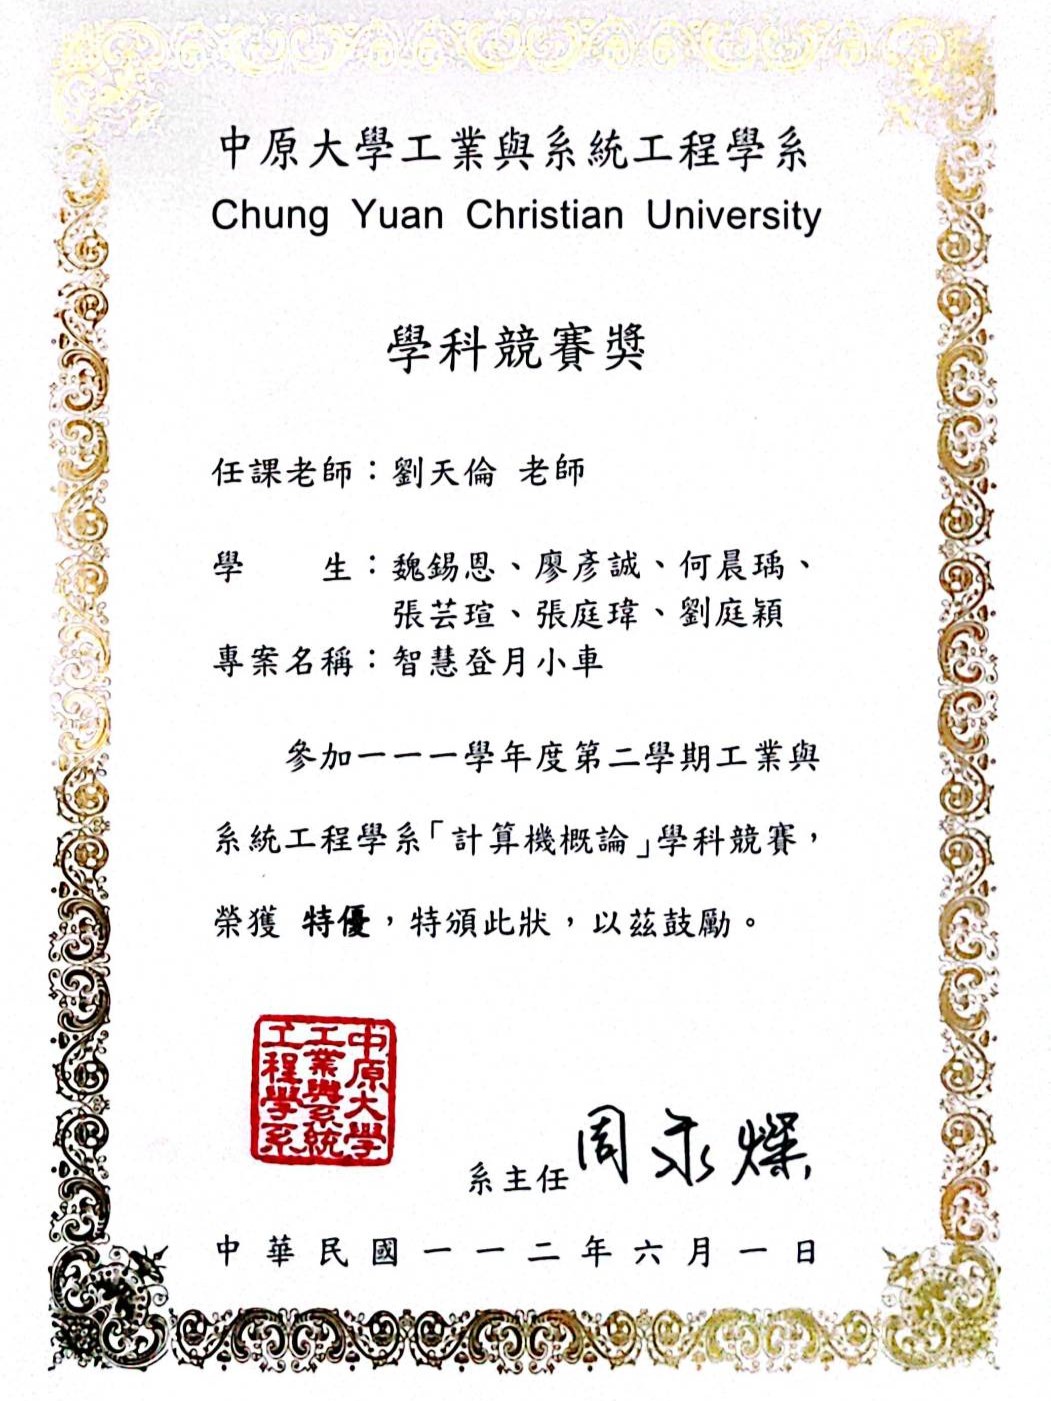 中原大學工業與系統工程學系
Chung Yuan Christian University
學科競賽獎
任課老師：劉天倫 老師
學　　生：魏錫恩、廖彥誠、何晨瑀、
張芸瑄、張庭瑋、劉庭穎
專案名稱：智慧登月小車
參加一一一學年度第二學期工業與
系統工程學系「計算機概論」學科競賽，
榮獲 特優，特頒此狀，以茲鼓勵。
中原大學
工業與系統
工程學系
系主任 周永燦
中華民國一一二年六月一日